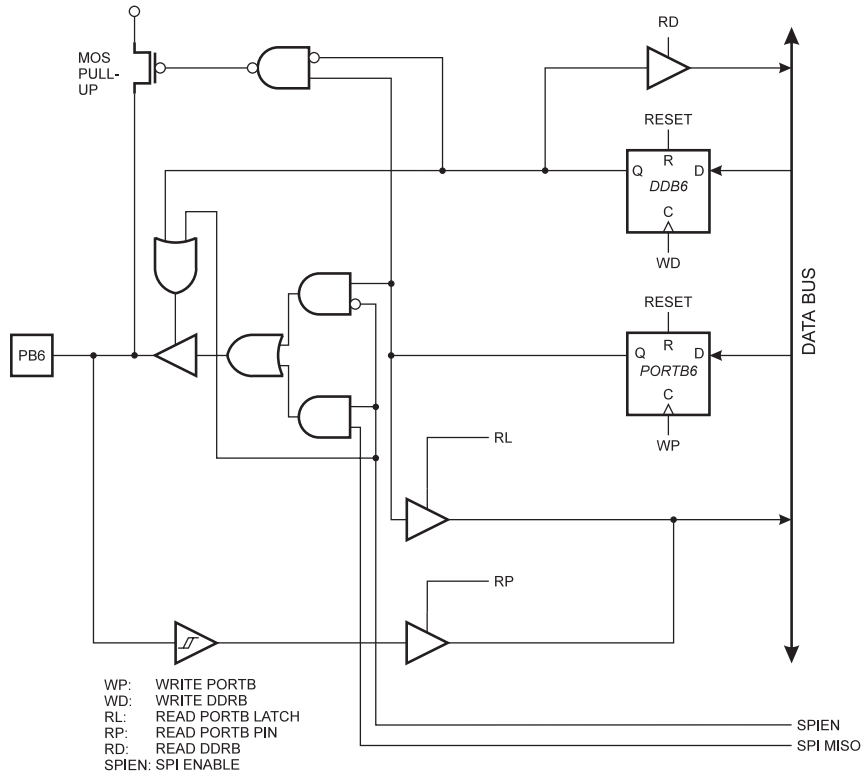 RD
MOS
PULL-
UP
RESET
R
Q
D
DDB6
C
WD
DATA BUS
RESET
R
Q
D
PORTB6
C
WP
PB6
RL
RP
WP: WRITE PORTB
WD: WRITE DDRB
RL: READ PORTB LATCH
RP: READ PORTB PIN
RD: READ DDRB
SPIEN: SPI ENABLE
SPIEN
SPI MISO